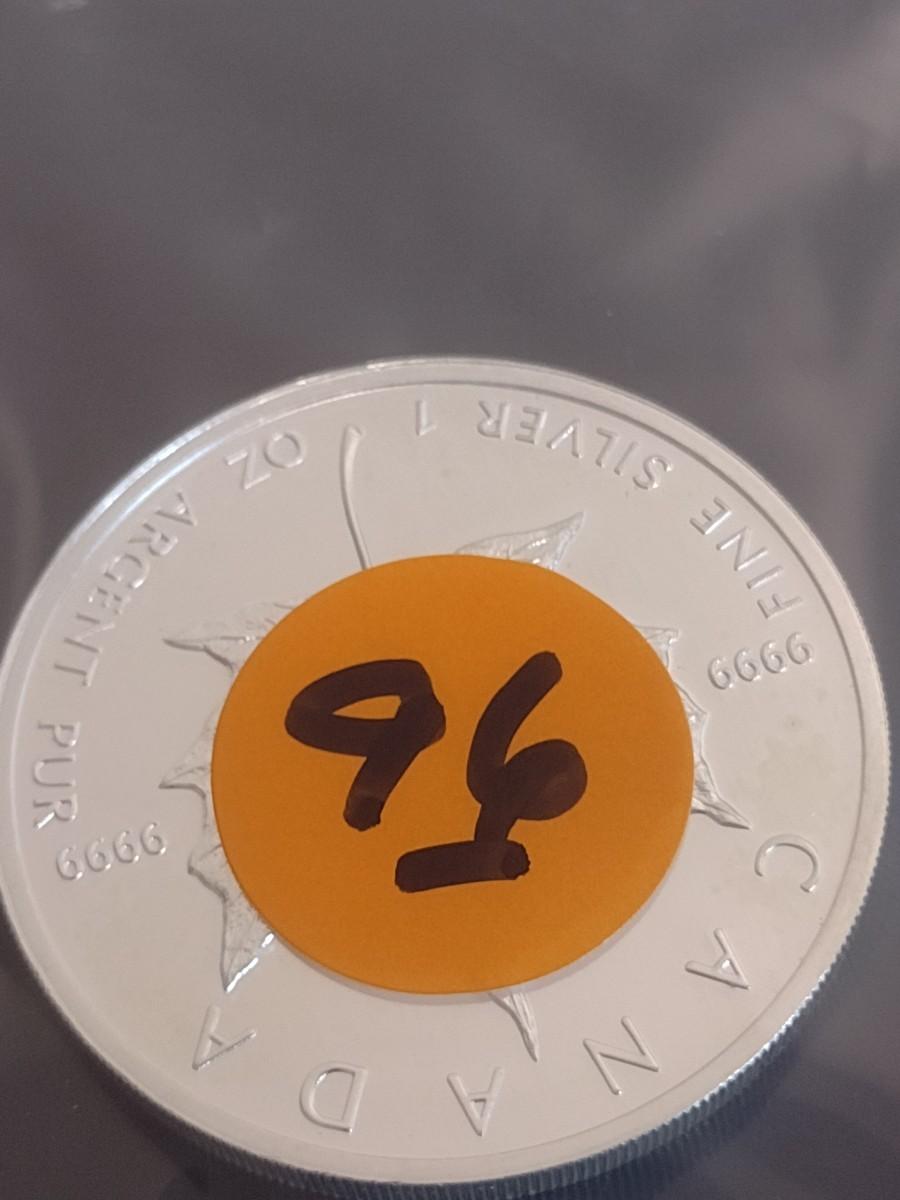 96
CANADA
9999
FINE SILVER 1 OZ ARGENT PUR
9999